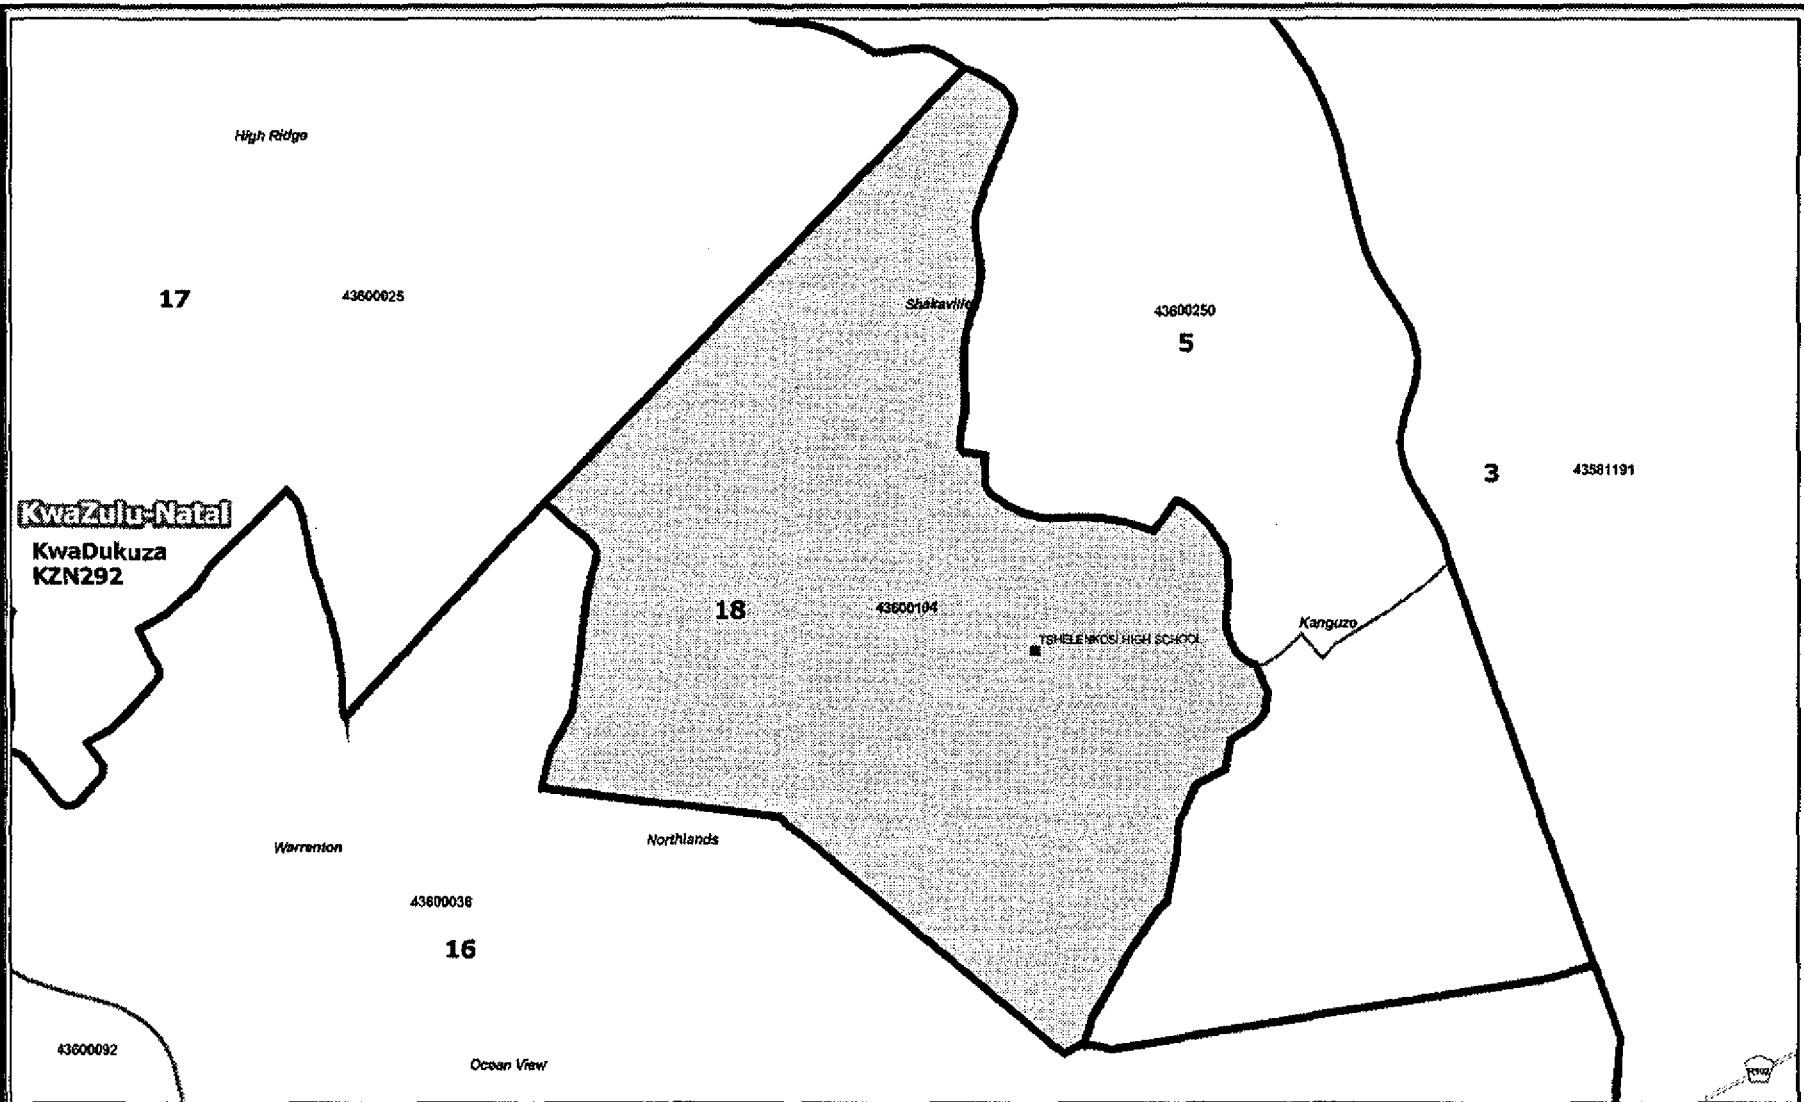 High Ridge
17
43600025
Shakaville
43600250
5
3
43581191
KwaZulu-Natal
KwaDukuza
KZN292
18
43600104
TSHELENKOSI HIGH SCHOOL
Kanguzo
Warrenton
Northlands
43600036
16
43600092
Ocean View
R102